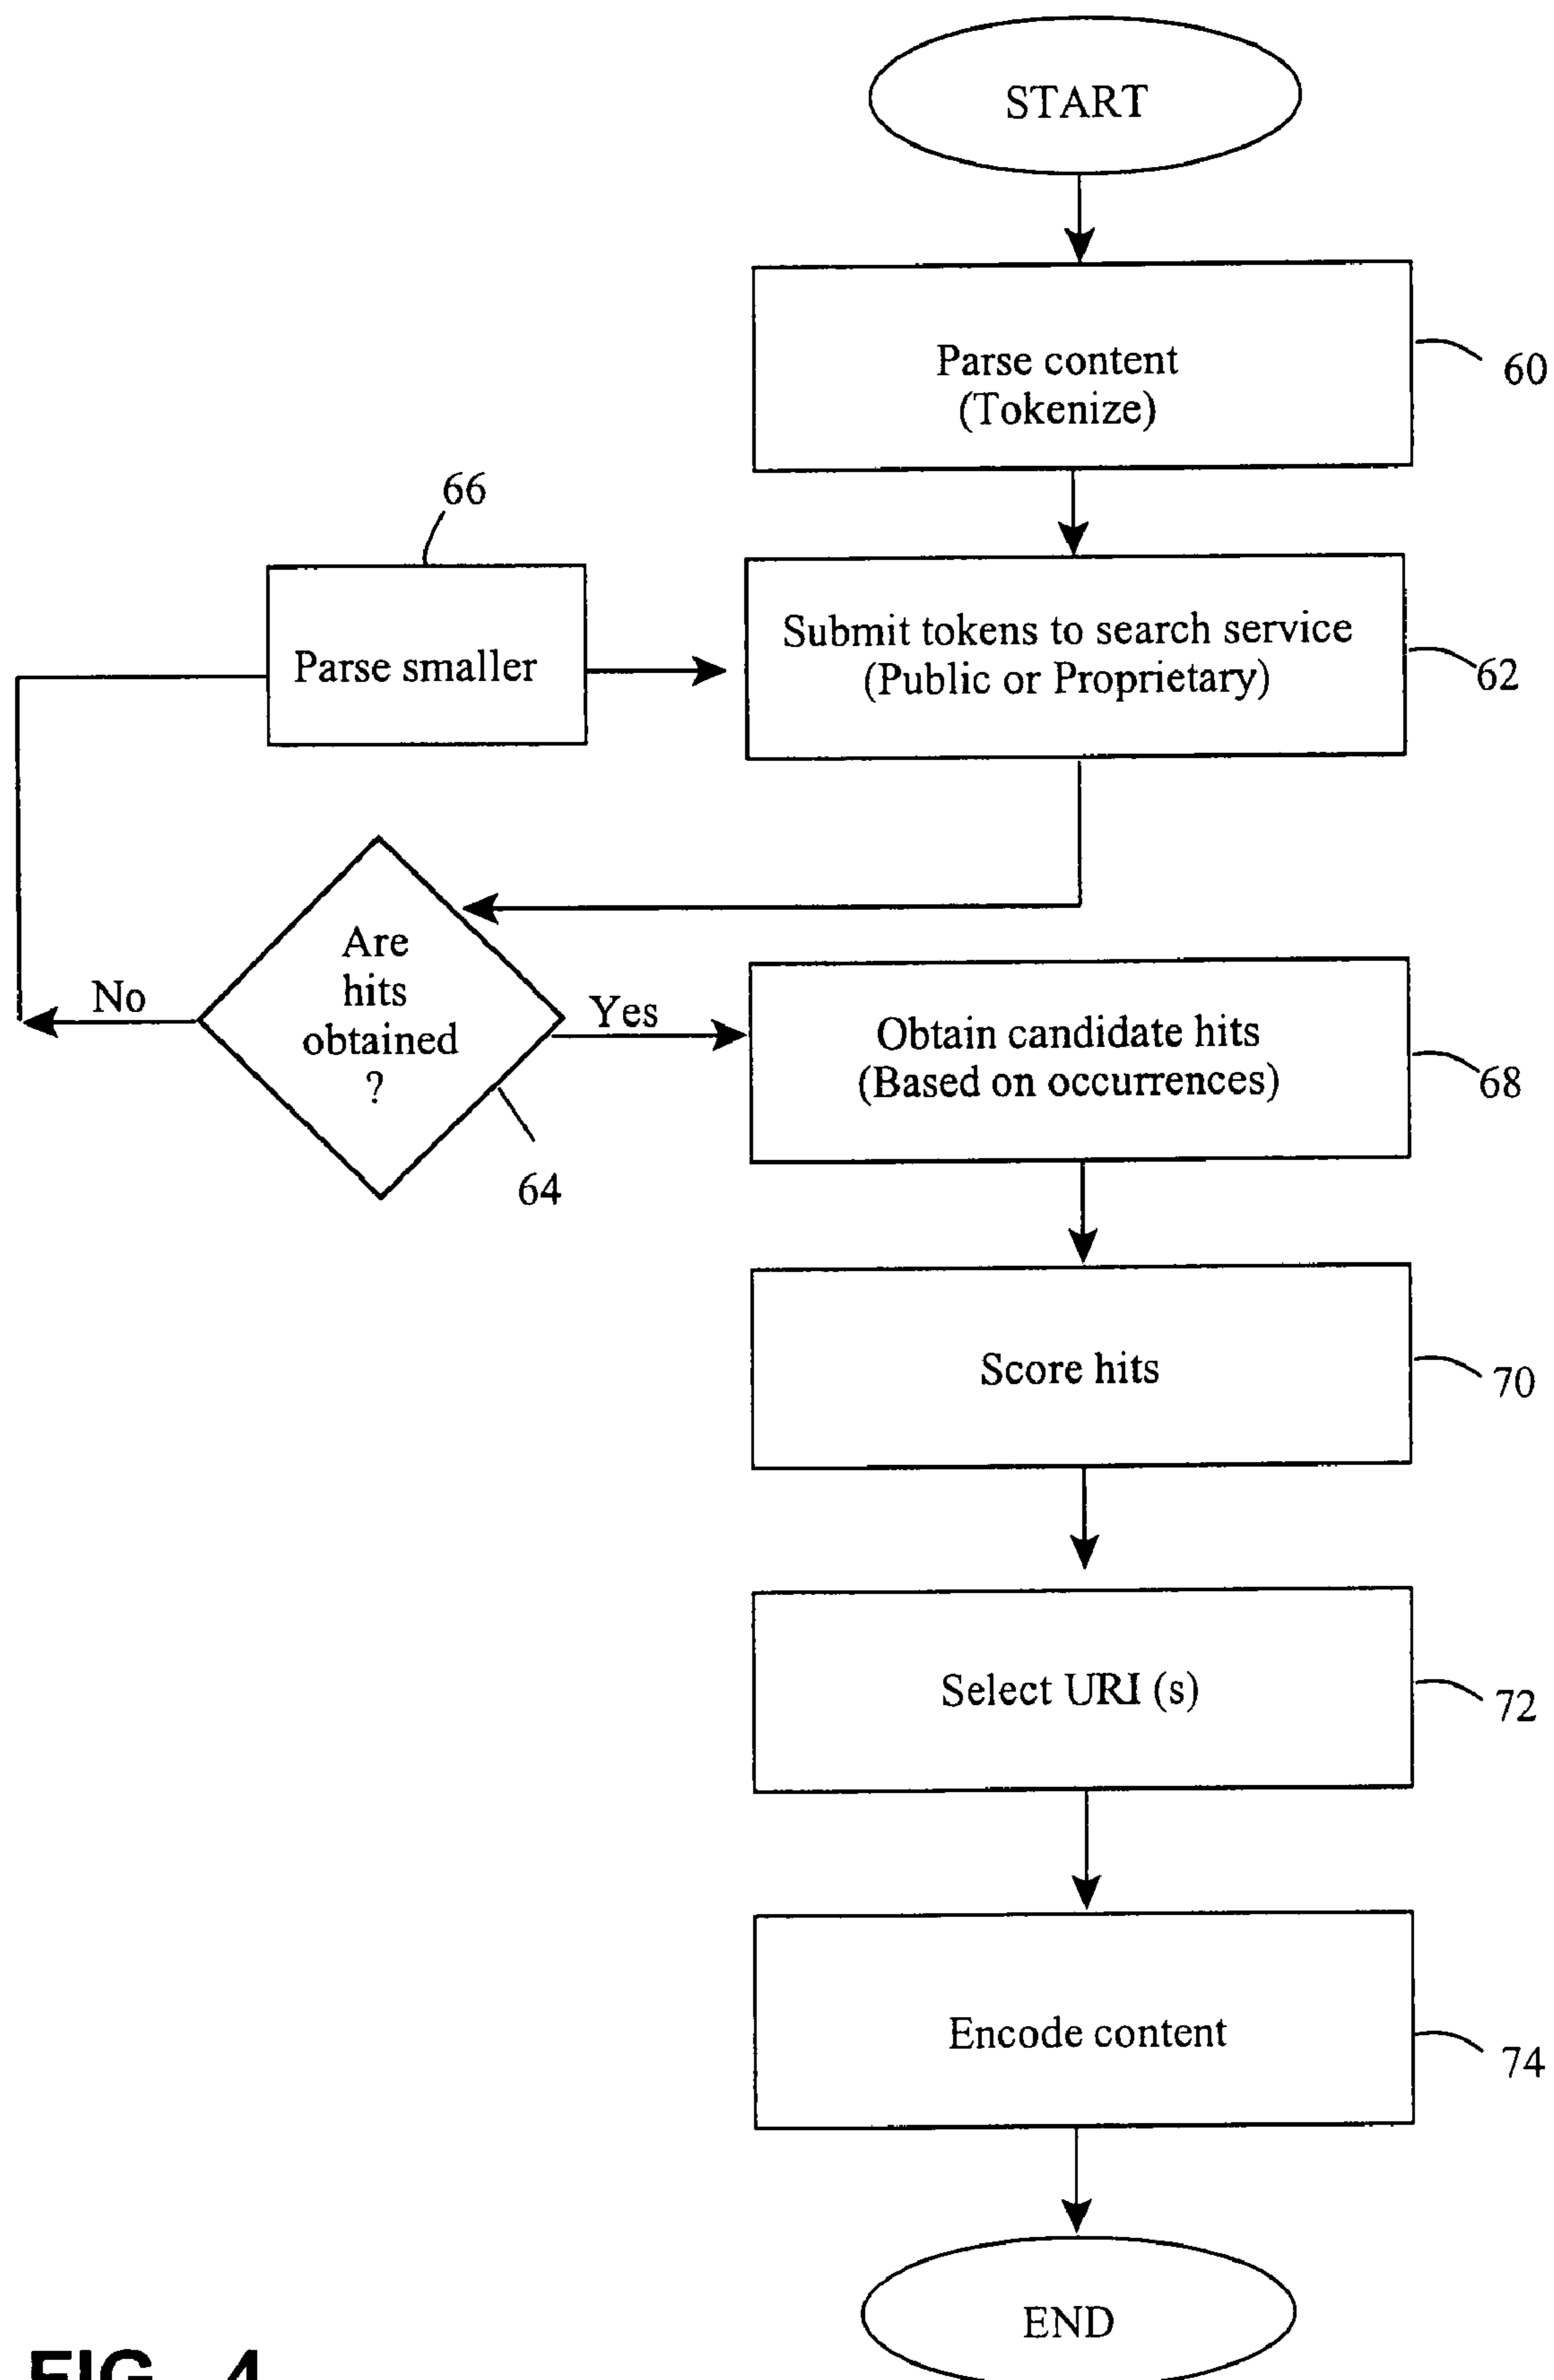 START
Parse content
(Tokenize)
60
66
Parse smaller
Submit tokens to search service
(Public or Proprietary)
62
Are
hits
obtained
?
No
Yes
64
Obtain candidate hits
(Based on occurrences)
68
Score hits
70
Select URI (s)
72
Encode content
74
END
FIG. 4